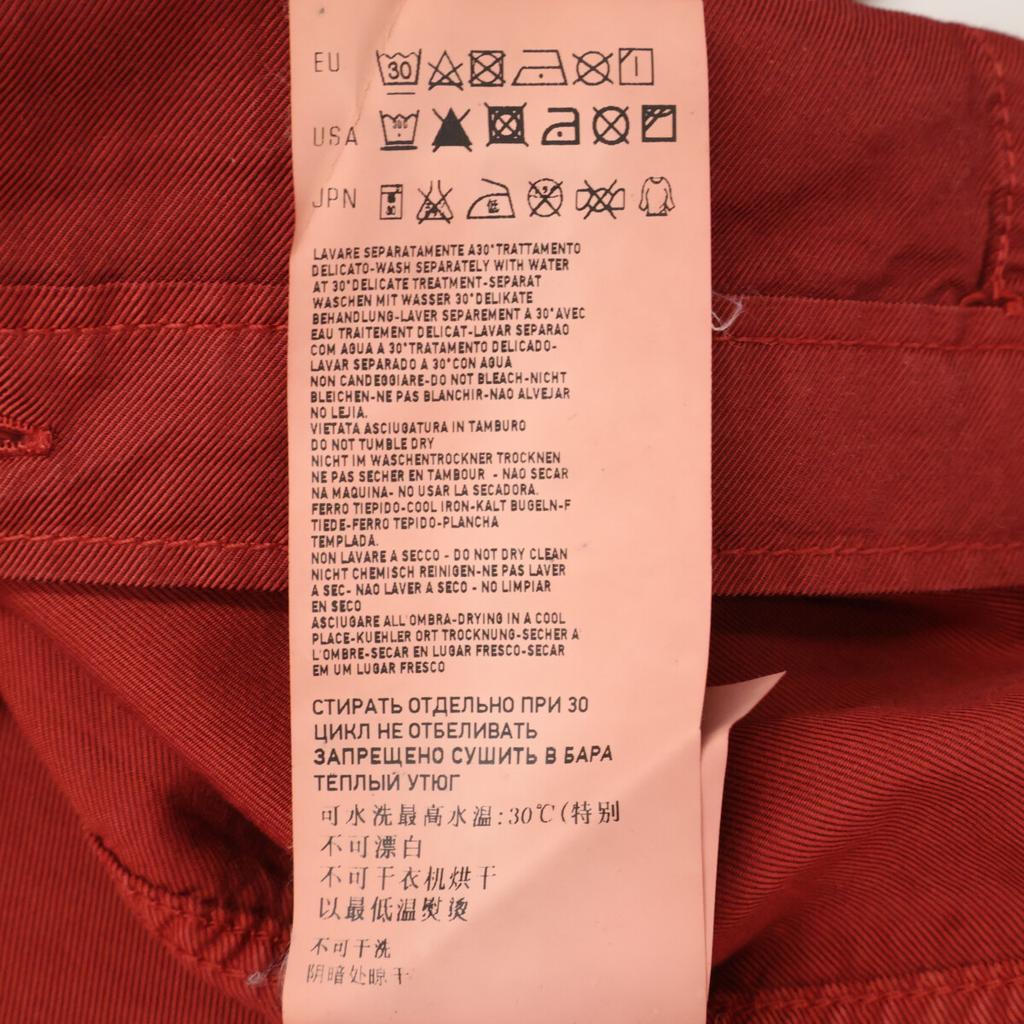 EU 30
USA
JPN
LAVARE SEPARATAMENTE A30°TRATTAMENTO
DELICATO-WASH SEPARATELY WITH WATER
AT 30°DELICATE TREATMENT-SEPARAT
WASCHEN MIT WASSER 30°DELIKATE
BEHANDLUNG-LAVER SEPAREMENT A 30°AVEC
EAU TRAITEMENT DELICAT-LAVAR SEPARAO
COM AGUA A 30°TRATAMENTO DELICADO-
LAVAR SEPARADO A 30°CON AGUA
NON CANDEGGIARE-DO NOT BLEACH-NICHT
BLEICHEN-NE PAS BLANCHIR-NAO ALVEJAR
NO LEJIA.
VIETATA ASCIUGATURA IN TAMBURO
DO NOT TUMBLE DRY
NICHT IM WASCHENTROCKNER TROCKNEN
NE PAS SECHER EN TAMBOUR - NAO SECAR
NA MAQUINA- NO USAR LA SECADORA.
FERRO TIEPIDO-COOL IRON-KALT BUGELN-F
TIEDE-FERRO TEPIDO-PLANCHA
TEMPLADA.
NON LAVARE A SECCO - DO NOT DRY CLEAN
NICHT CHEMISCH REINIGEN-NE PAS LAVER
A SEC- NAO LAVER A SECO - NO LIMPIAR
EN SECO
ASCIUGARE ALL'OMBRA-DRYING IN A COOL
PLACE-KUEHLER ORT TROCKNUNG-SECHER A
L'OMBRE-SECAR EN LUGAR FRESCO-SECAR
EM UM LUGAR FRESCO
СТИРАТЬ ОТДЕЛЬНО ПРИ 30
ЦИКЛ НЕ ОТБЕЛИВАТЬ
ЗАПРЕЩЕНО СУШИТЬ В БАРА
ТЕПЛЫЙ УТЮГ
可水洗最高水温:30℃(特别
不可漂白
不可干衣机烘干
以最低温熨烫
不可干洗
阴暗处晾干